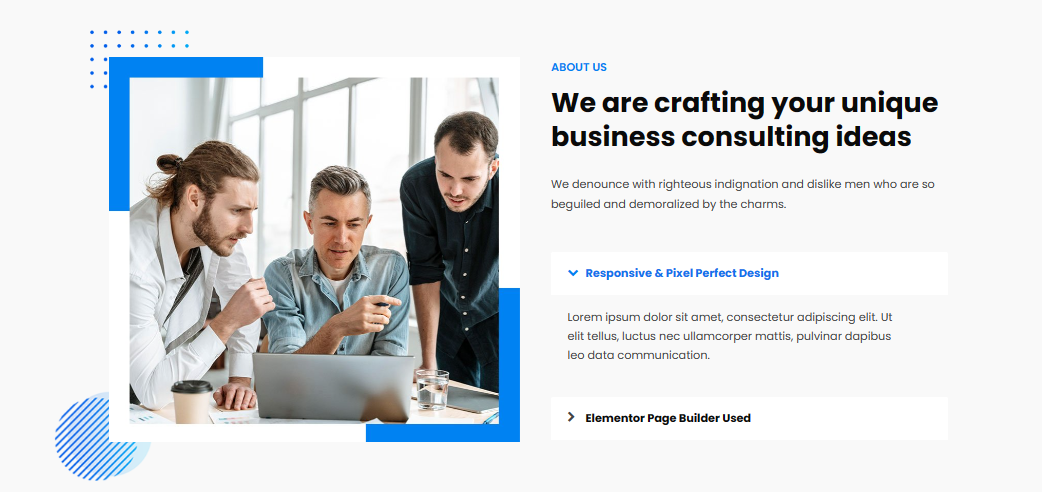 ABOUT US
We are crafting your unique
business consulting ideas
We denounce with righteous indignation and dislike men who are so
beguiled and demoralized by the charms.
Responsive & Pixel Perfect Design
Lorem ipsum dolor sit amet, consectetur adipiscing elit. Ut
elit tellus, luctus nec ullamcorper mattis, pulvinar dapibus
leo data communication.
Elementor Page Builder Used